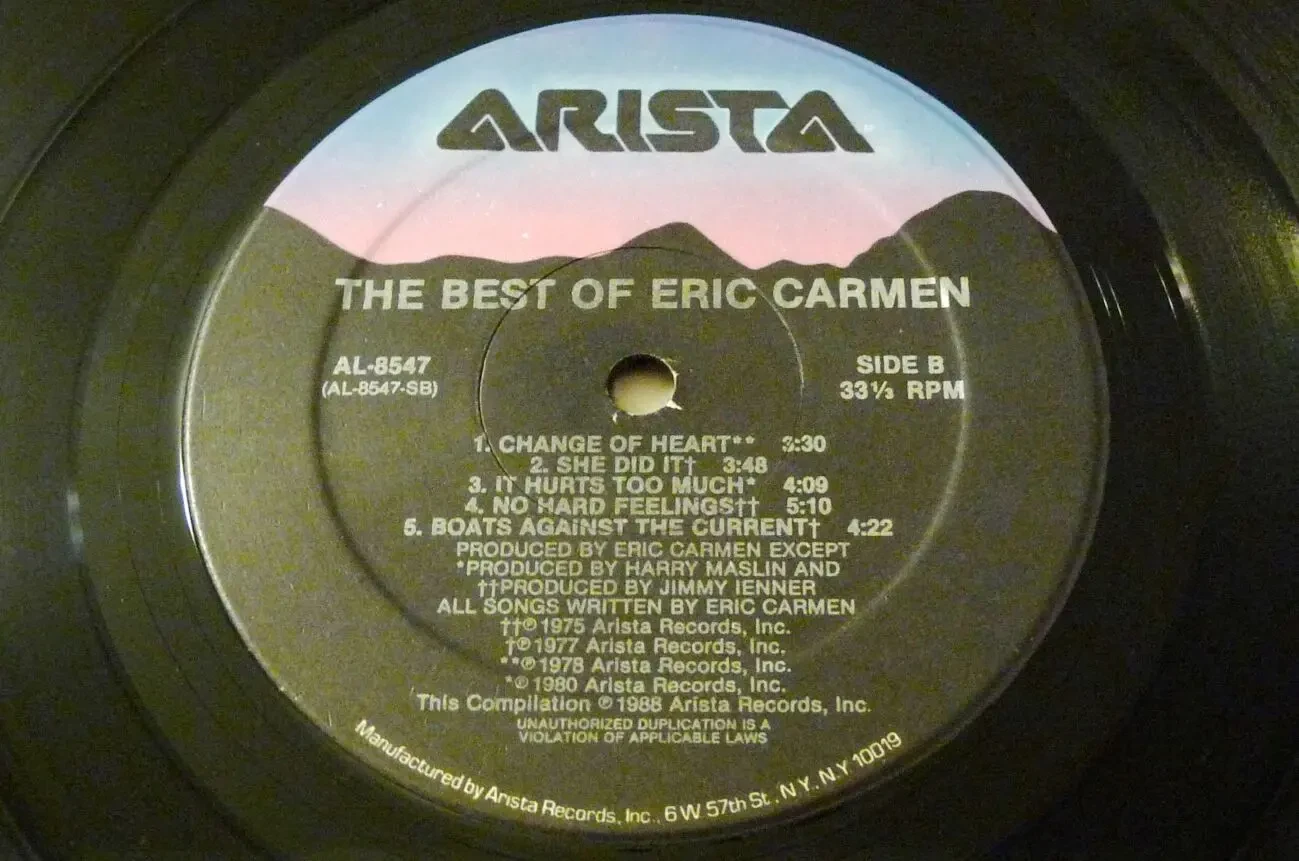 ARISTA
THE BEST OF ERIC CARMEN
AL-8547
(AL-8547-SB)
SIDE B
33⅓ RPM
1. CHANGE OF HEART** 3:30
2. SHE DID IT† 3:48
3. IT HURTS TOO MUCH* 4:09
4. NO HARD FEELINGS†† 5:10
5. BOATS AGAINST THE CURRENT† 4:22
PRODUCED BY ERIC CARMEN EXCEPT
*PRODUCED BY HARRY MASLIN AND
††PRODUCED BY JIMMY IENNER
ALL SONGS WRITTEN BY ERIC CARMEN
††℗1975 Arista Records, Inc.
†℗1977 Arista Records, Inc.
**℗1978 Arista Records, Inc.
*℗1980 Arista Records, Inc.
This Compilation ℗1988 Arista Records, Inc.
UNAUTHORIZED DUPLICATION IS A
VIOLATION OF APPLICABLE LAWS
Manufactured by Arista Records, Inc., 6 W. 57th St., N.Y., N.Y. 10019